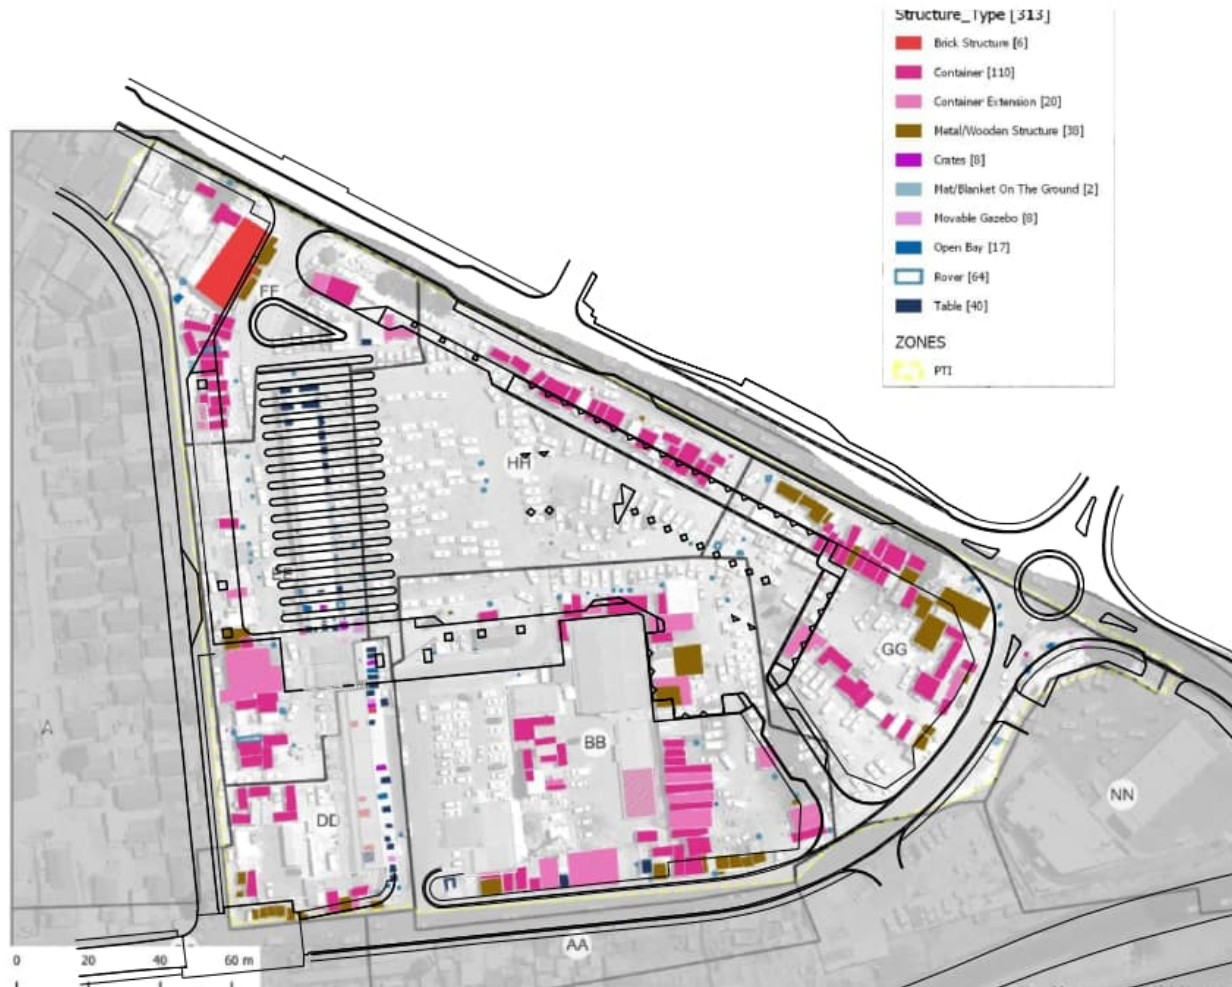 Structure_Type [313]
Brick Structure [6]
Container [110]
Container Extension [20]
Metal/Wooden Structure [38]
Crates [8]
Mat/Blanket On The Ground [2]
Movable Gazebo [8]
Open Bay [17]
Rover [64]
Table [40]
ZONES
PTI
FF
HH
EE
GG
A
BB
NN
DD
AA
0 20 40 60 m